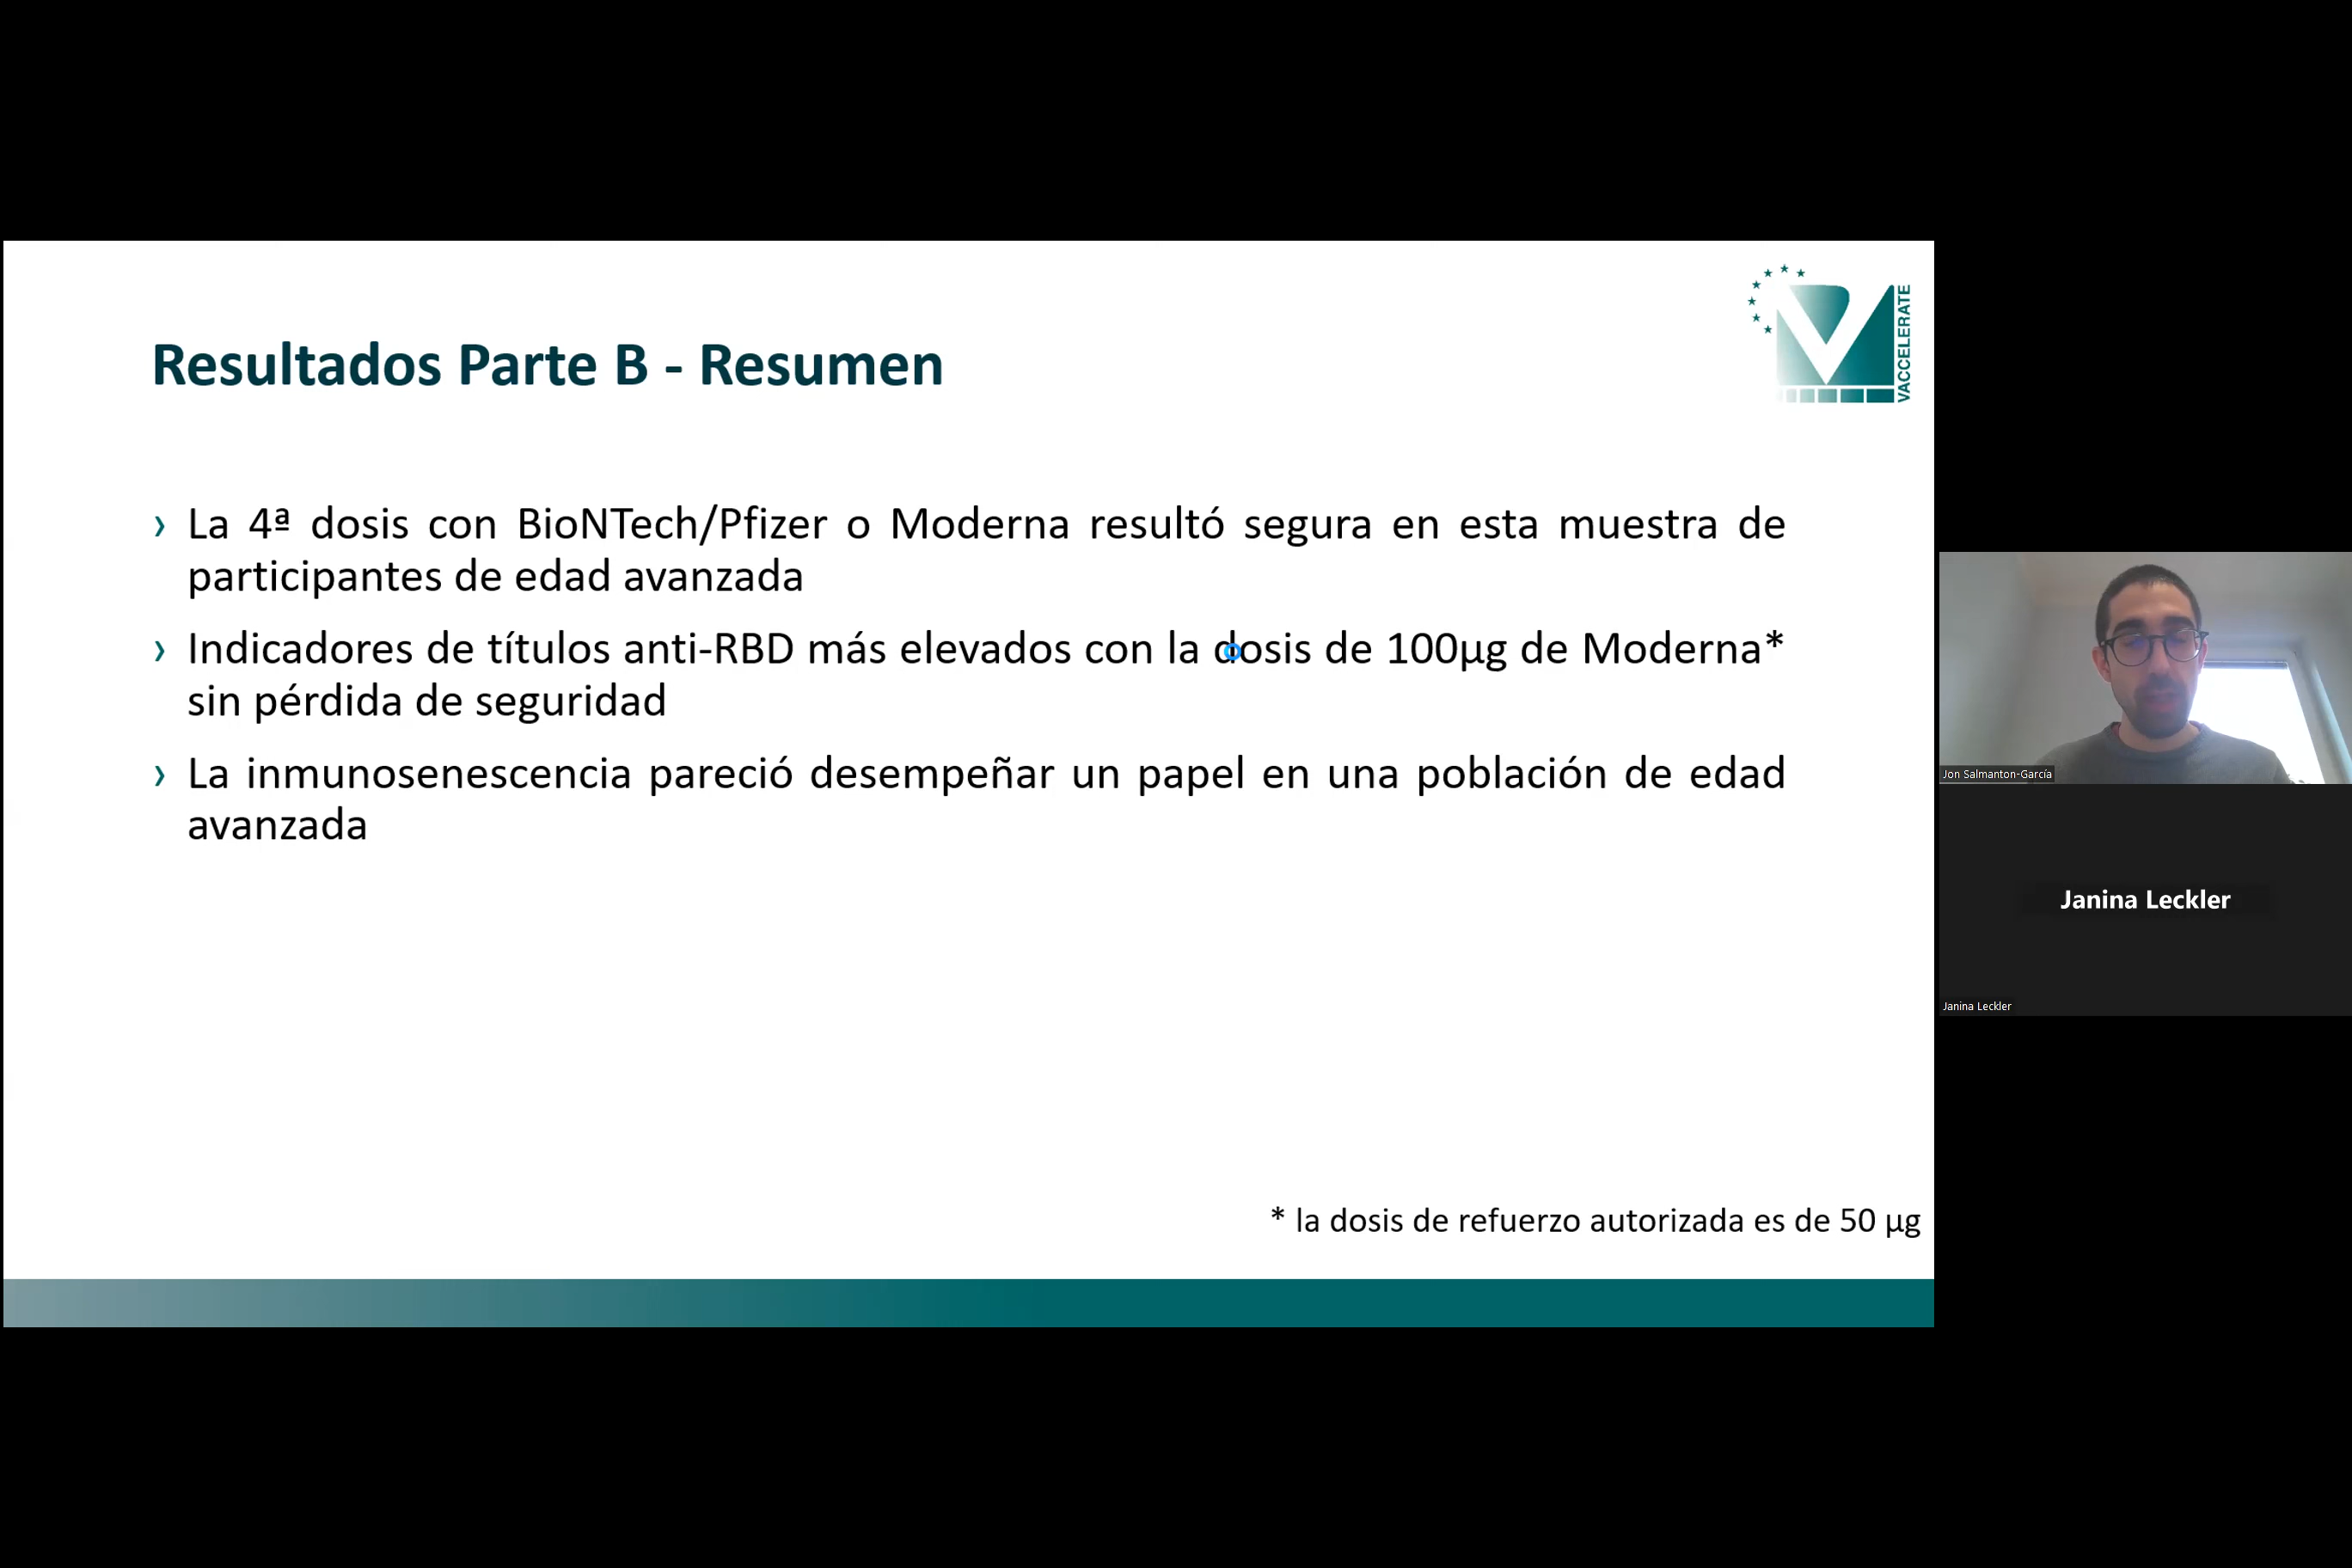 VACCELERATE
Resultados Parte B - Resumen
› La 4ª dosis con BioNTech/Pfizer o Moderna resultó segura en esta muestra de
participantes de edad avanzada
› Indicadores de títulos anti-RBD más elevados con la dosis de 100µg de Moderna*
sin pérdida de seguridad
› La inmunosenescencia pareció desempeñar un papel en una población de edad
avanzada
* la dosis de refuerzo autorizada es de 50 µg
Jon Salmanton-García
Janina Leckler
Janina Leckler